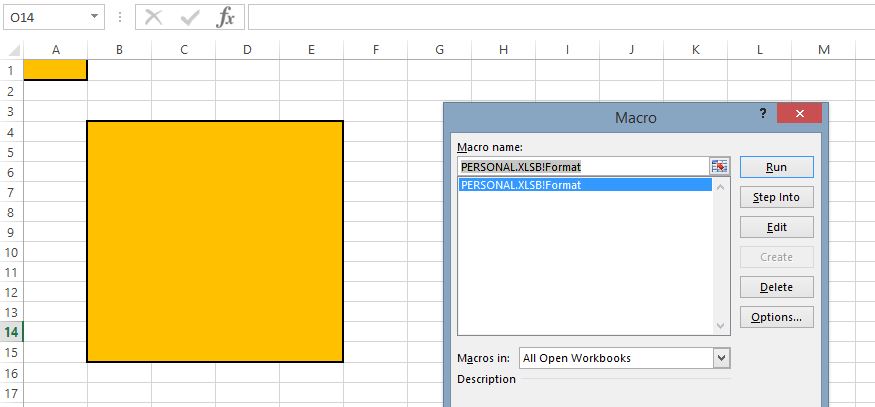 O14 fx
A B C D E F G H I J K L M
1
2
3
4
5
6
7
8
9
10
11
12
13
14
15
16
17
Macro ?
Macro name:
PERSONAL.XLSB!Format
PERSONAL.XLSB!Format
Run
Step Into
Edit
Create
Delete
Options...
Macros in: All Open Workbooks
Description